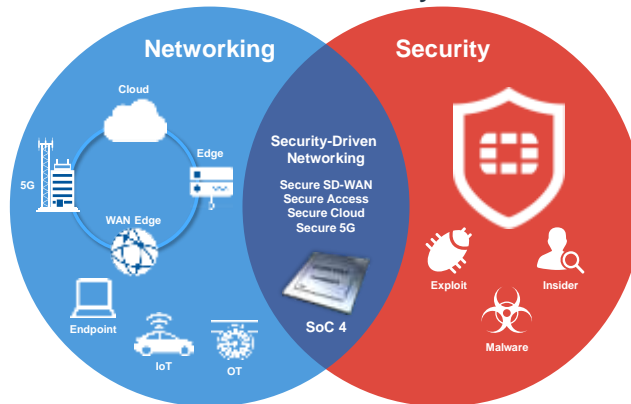 Networking
Security
Cloud
5G
Edge
WAN Edge
Endpoint
IoT
OT
Security-Driven
Networking
Secure SD-WAN
Secure Access
Secure Cloud
Secure 5G
SoC 4
Exploit
Insider
Malware